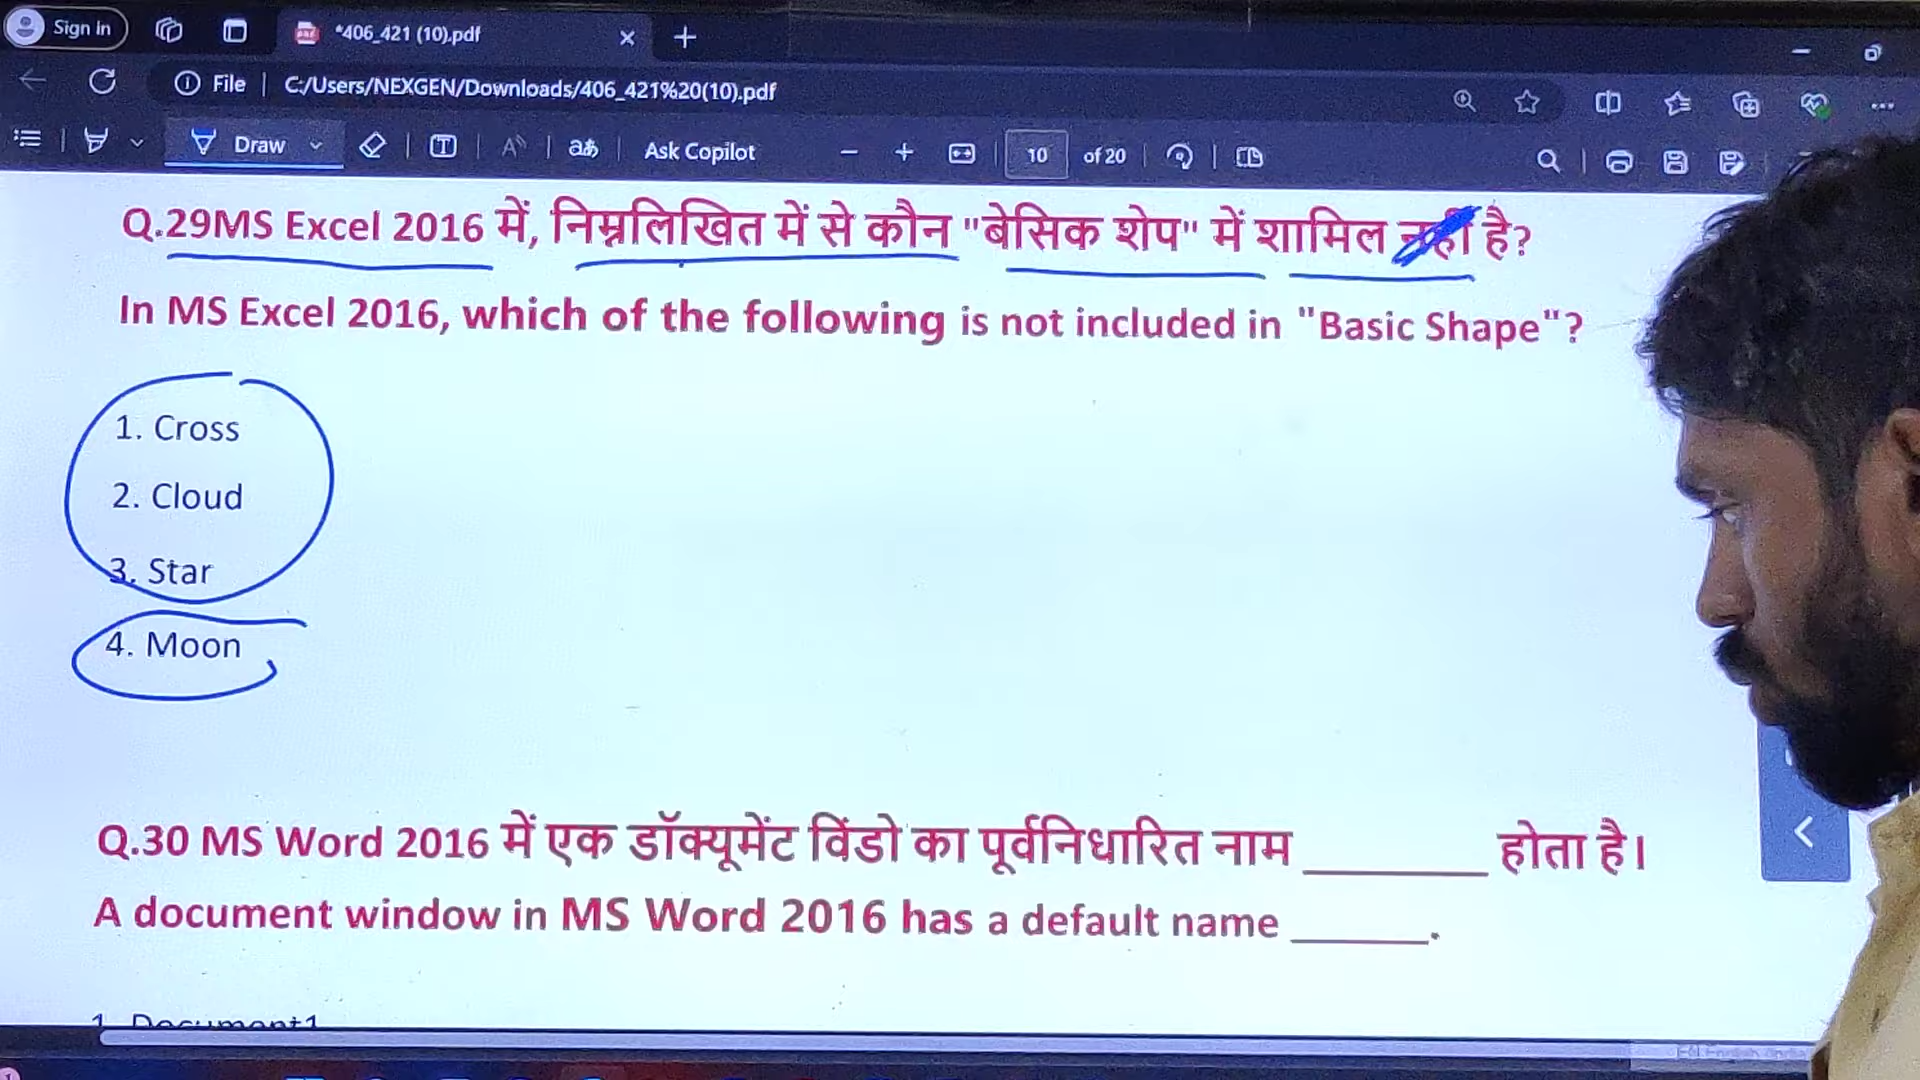 Sign In
*406_421 (10).pdf
File
C:/Users/NEXGEN/Downloads/406_421%20(10).pdf
Draw
Ask Copilot
10 of 20
Q.29MS Excel 2016 में, निम्नलिखित में से कौन "बेसिक शेप" में शामिल नहीं है?
In MS Excel 2016, which of the following is not included in "Basic Shape"?
1. Cross
2. Cloud
3. Star
4. Moon
Q.30 MS Word 2016 में एक डॉक्यूमेंट विंडो का पूर्वनिधारित नाम ________ होता है।
A document window in MS Word 2016 has a default name ______.
1. Document1